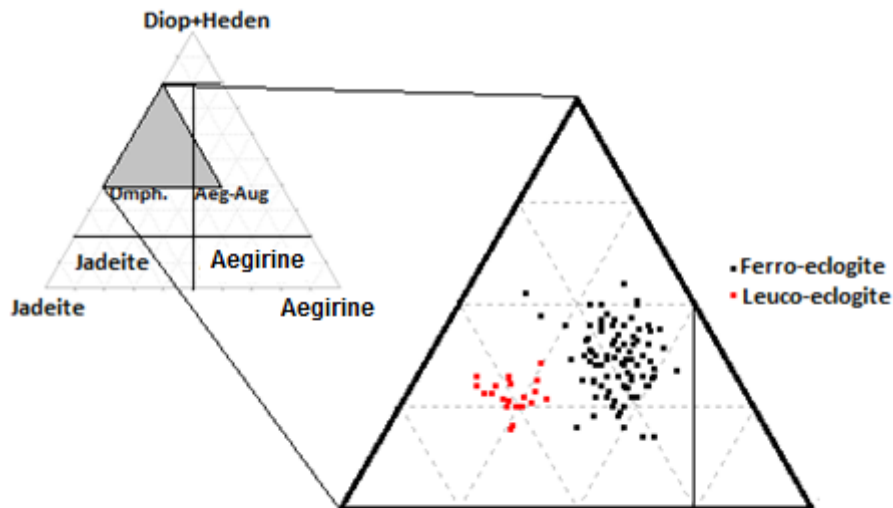 Diop+Heden
Omph.
Aeg-Aug
Jadeite
Aegirine
Jadeite
Aegirine
Ferro-eclogite
Leuco-eclogite